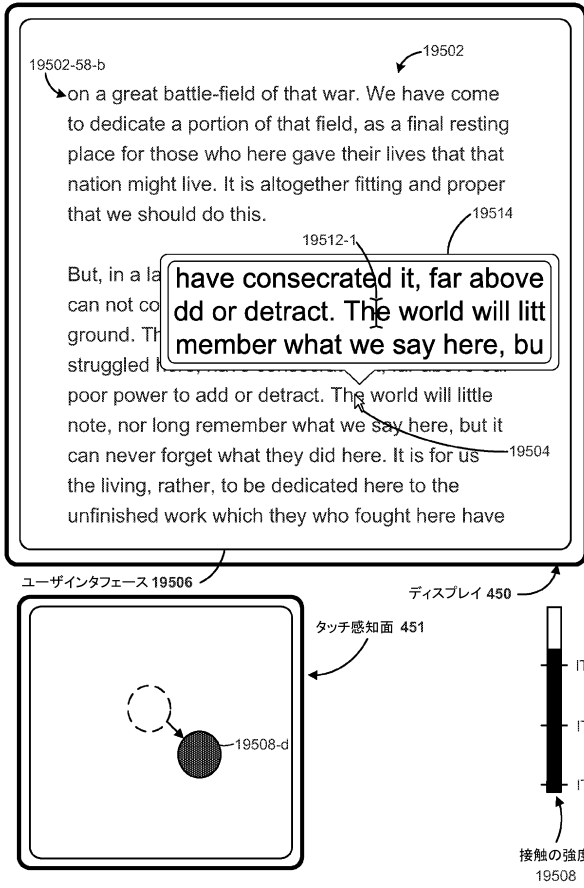 19502
19502-58-b
on a great battle-field of that war. We have come
to dedicate a portion of that field, as a final resting
place for those who here gave their lives that that
nation might live. It is altogether fitting and proper
that we should do this.
19514
19512-1
But, in a la
have consecrated it, far above
can not co
dd or detract. The world will litt
ground. Th
member what we say here, bu
struggled
poor power to add or detract. The world will little
note, nor long remember what we say here, but it
19504
can never forget what they did here. It is for us
the living, rather, to be dedicated here to the
unfinished work which they who fought here have
ユーザインタフェース 19506
ディスプレイ 450
タッチ感知面 451
19508-d
IT
IT
IT
接触の強度
19508